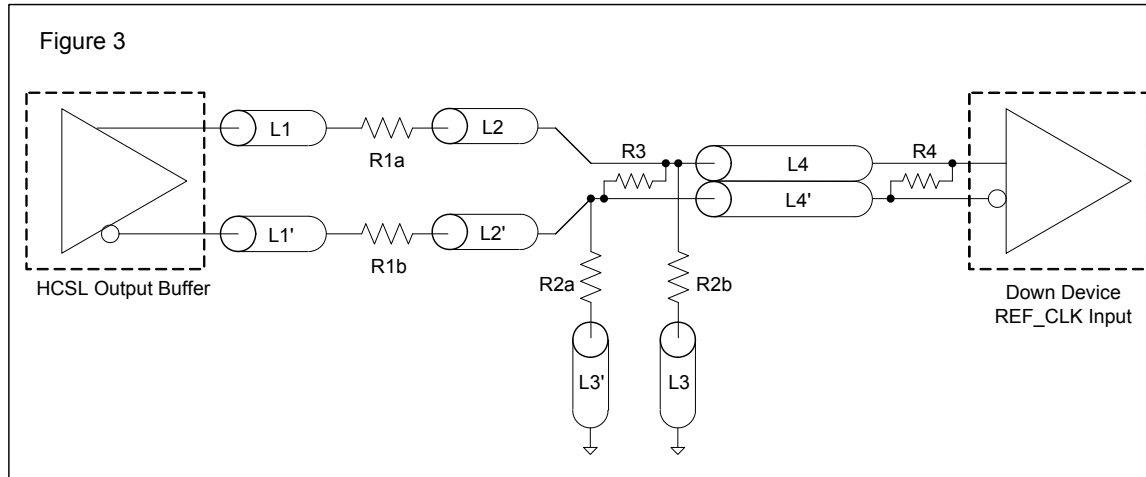 Figure 3
L1
R1a
L2
R3
L4
R4
L4'
L1'
R1b
L2'
R2a
R2b
HCSL Output Buffer
Down Device
REF_CLK Input
L3'
L3